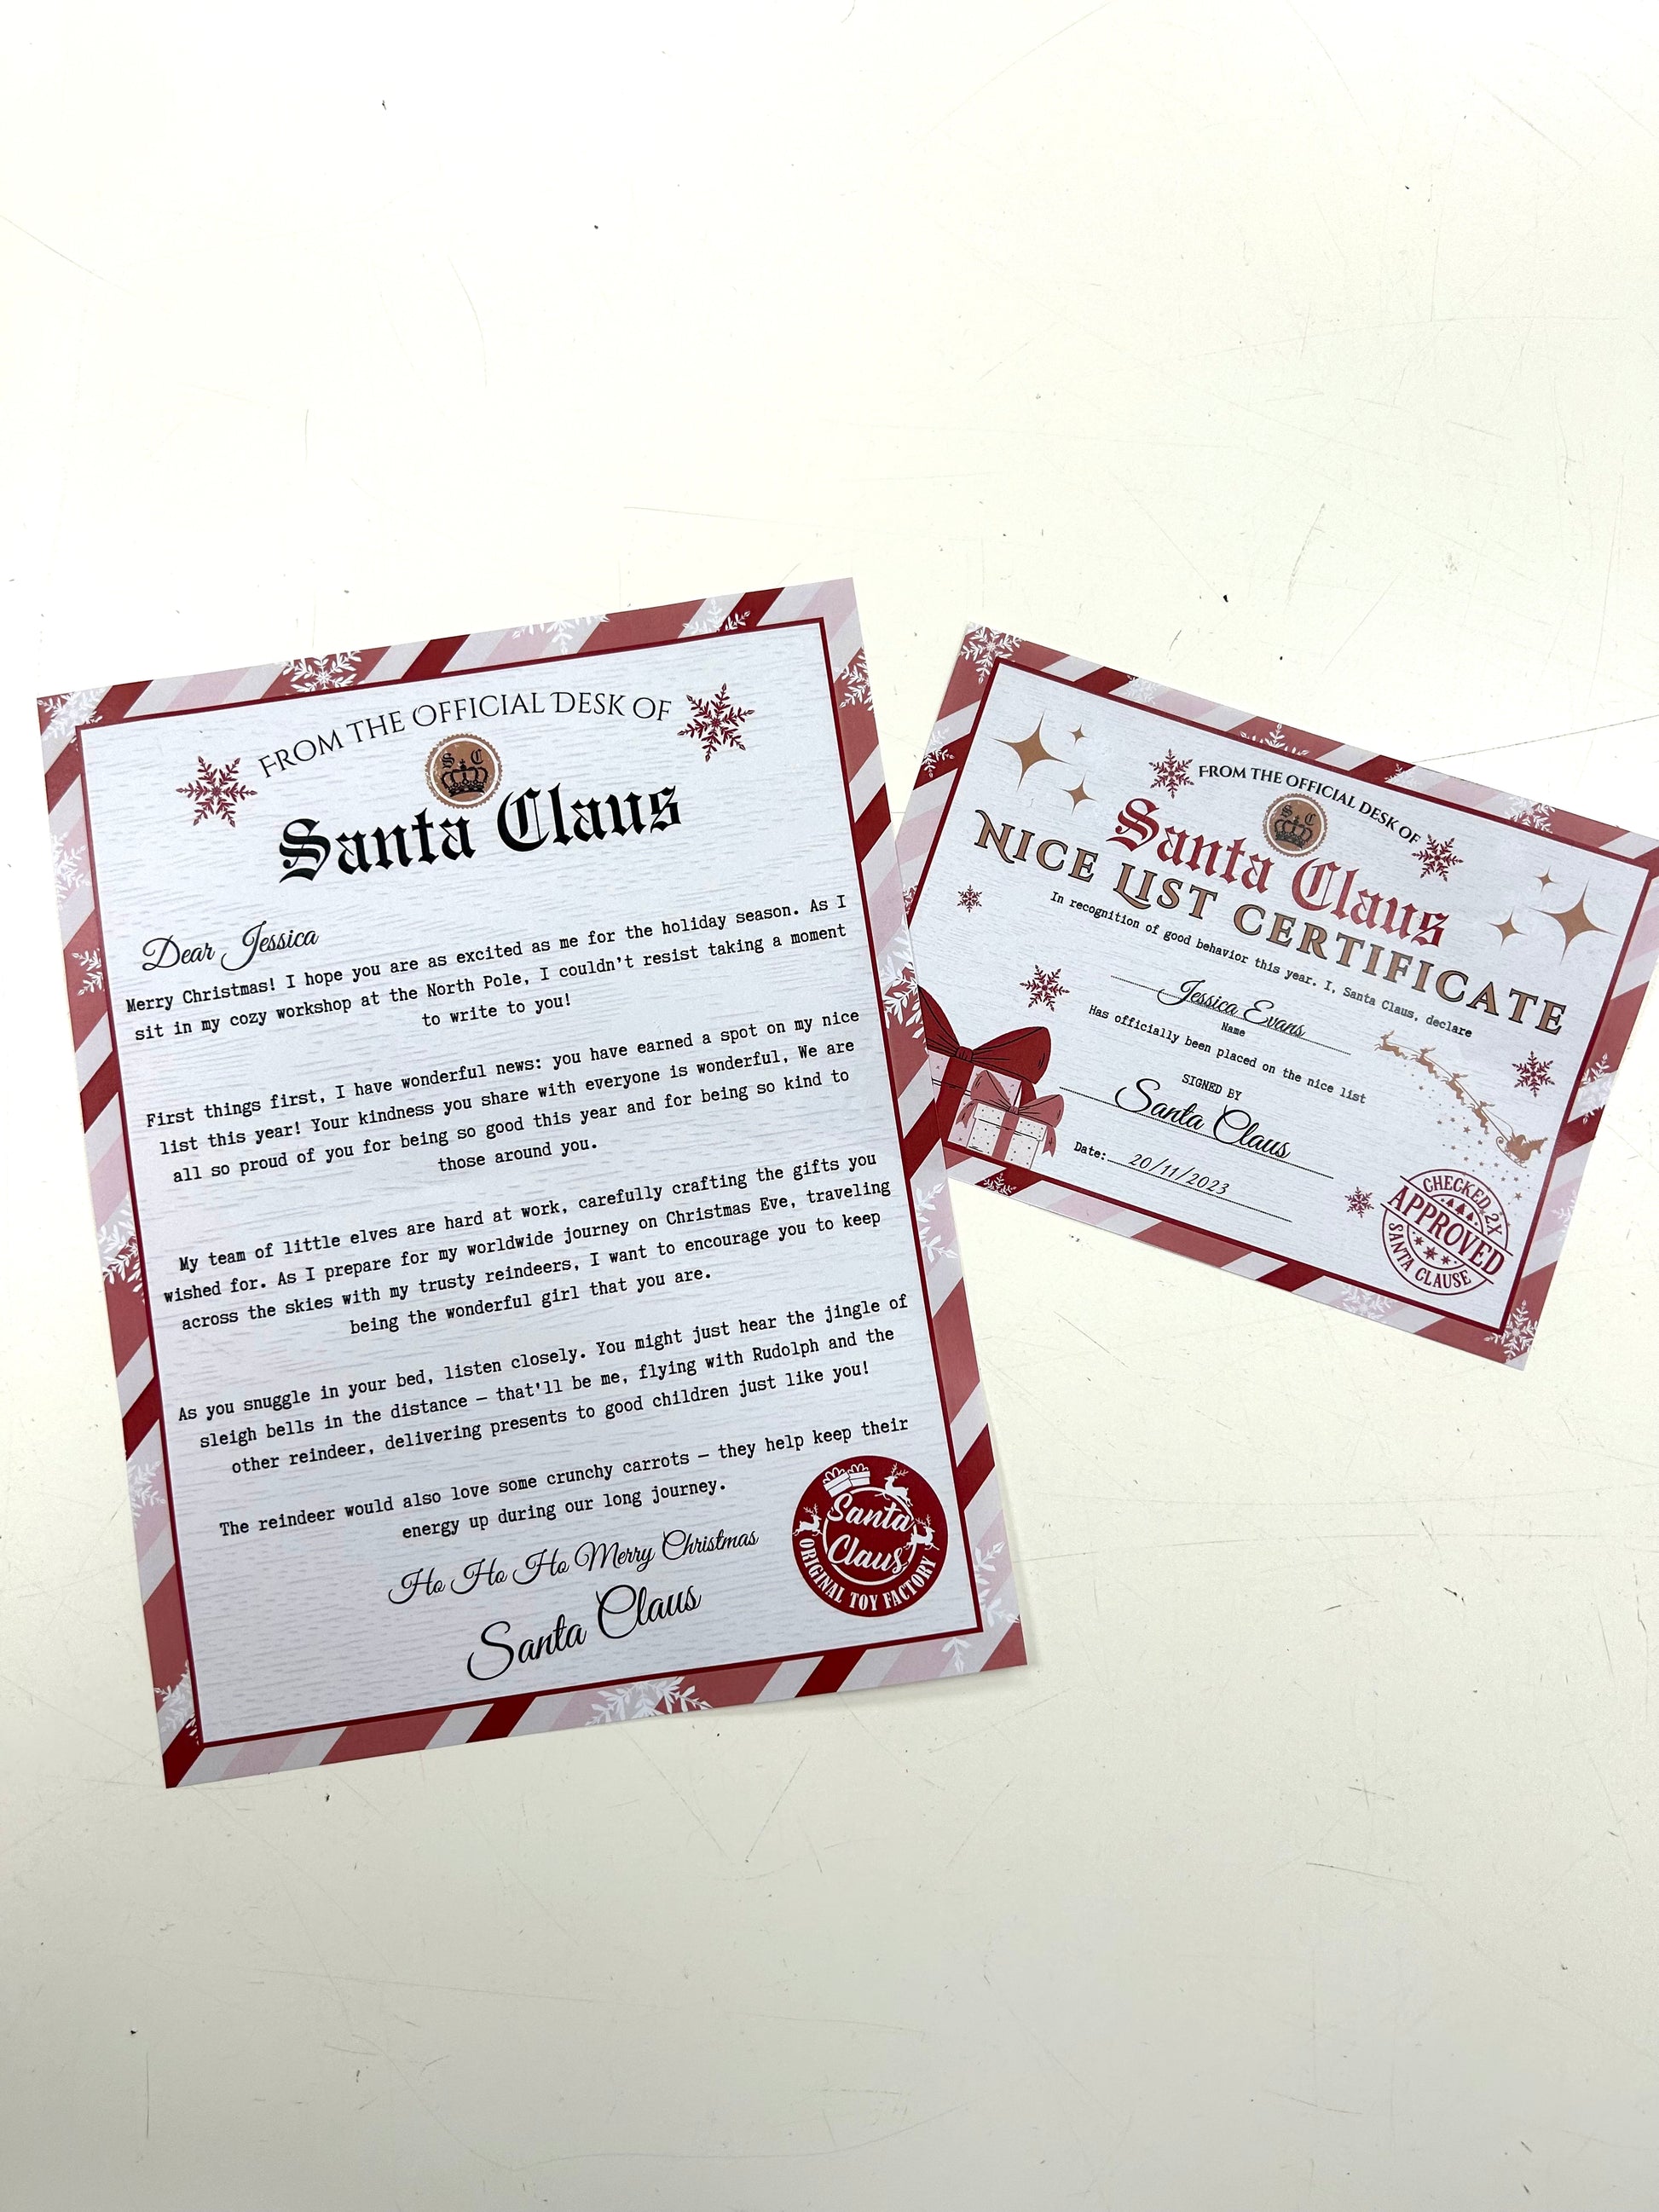 FROM THE OFFICIAL DESK OF
S C
Santa Claus
Dear Jessica
Merry Christmas! I hope you are as excited as me for the holiday season. As I
sit in my cozy workshop at the North Pole, I couldn't resist taking a moment
to write to you!
First things first, I have wonderful news: you have earned a spot on my nice
list this year! Your kindness you share with everyone is wonderful, We are
all so proud of you for being so good this year and for being so kind to
those around you.
My team of little elves are hard at work, carefully crafting the gifts you
wished for. As I prepare for my worldwide journey on Christmas Eve, traveling
across the skies with my trusty reindeers, I want to encourage you to keep
being the wonderful girl that you are.
As you snuggle in your bed, listen closely. You might just hear the jingle of
sleigh bells in the distance – that'll be me, flying with Rudolph and the
other reindeer, delivering presents to good children just like you!
The reindeer would also love some crunchy carrots – they help keep their
energy up during our long journey.
Ho Ho Ho Merry Christmas
Santa Claus
Santa
Claus
ORIGINAL TOY FACTORY
FROM THE OFFICIAL DESK OF
S C
Santa Claus
NICE LIST CERTIFICATE
In recognition of good behavior this year. I, Santa Claus, declare
Jessica Evans
Name
Has officially been placed on the nice list
SIGNED BY
Santa Claus
Date: 20/11/2023
CHECKED 2X
APPROVED
SANTA CLAUSE